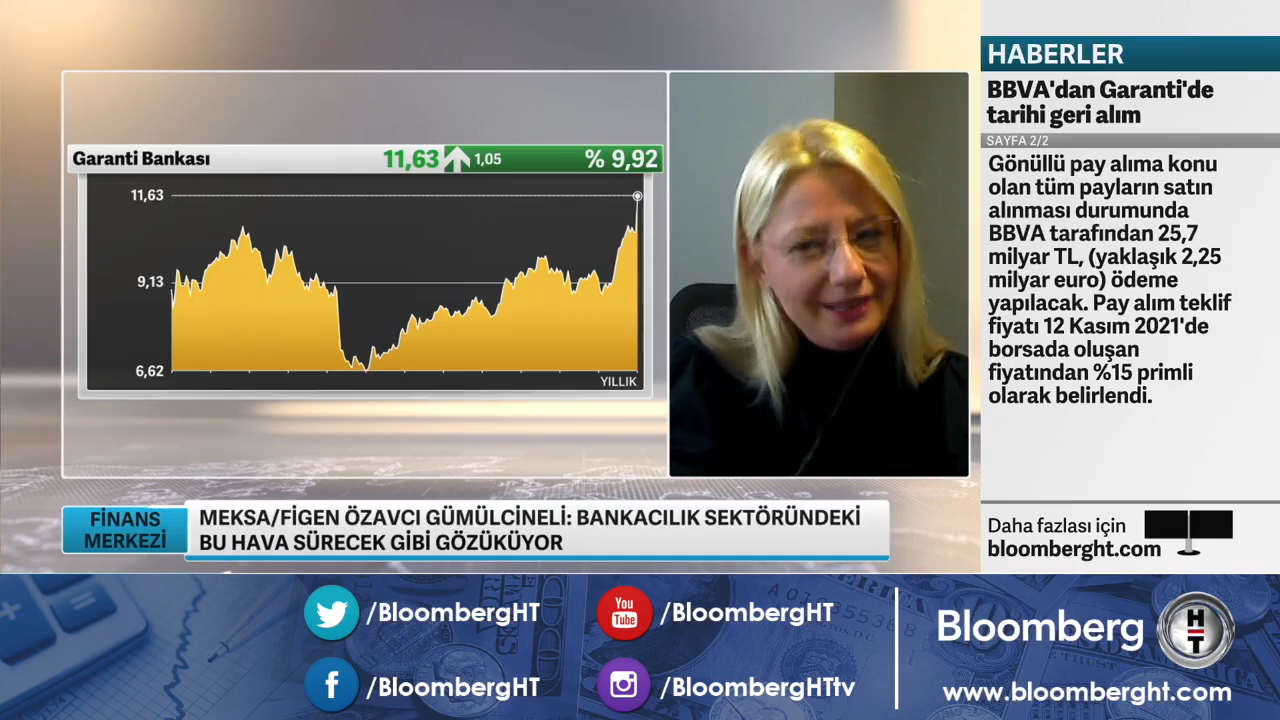 Garanti Bankası 11,63 1,05 % 9,92
11,63
9,13
6,62
YILLIK
HABERLER
BBVA'dan Garanti'de
tarihi geri alım
SAYFA 2/2
Gönüllü pay alıma konu
olan tüm payların satın
alınması durumunda
BBVA tarafından 25,7
milyar TL, (yaklaşık 2,25
milyar euro) ödeme
yapılacak. Pay alım teklif
fiyatı 12 Kasım 2021'de
borsada oluşan
fiyatından %15 primli
olarak belirlendi.
Daha fazlası için
bloomberght.com
FİNANS
MERKEZİ
MEKSA/FİGEN ÖZAVCI GÜMÜLCİNELİ: BANKACILIK SEKTÖRÜNDEKİ
BU HAVA SÜRECEK GİBİ GÖZÜKÜYOR
/BloombergHT
You
Tube
/BloombergHT
/BloombergHT
/BloombergHTtv
Bloomberg HT
www.bloomberght.com